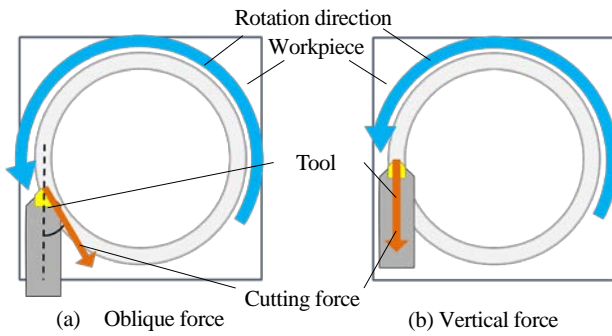 Rotation direction
Workpiece
Tool
Cutting force
(a) Oblique force
(b) Vertical force